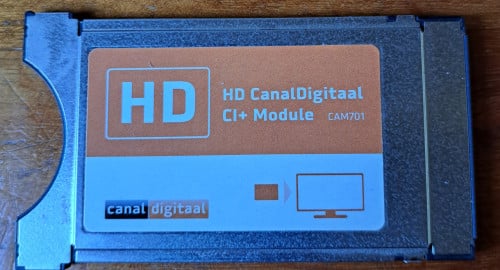 HD
HD CanalDigitaal
CI+ Module CAM701
canal digitaal